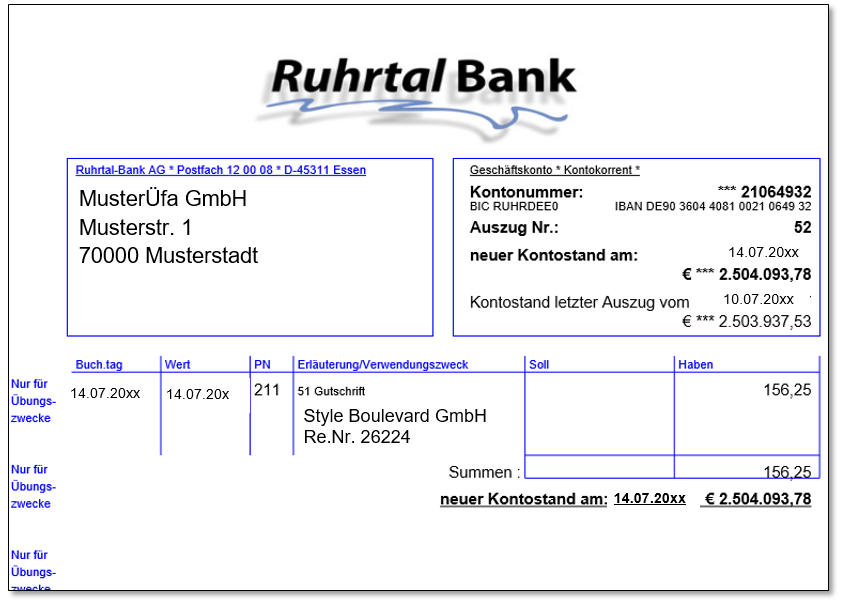 Ruhrtal Bank
Ruhrtal-Bank AG * Postfach 12 00 08 * D-45311 Essen
MusterÜfa GmbH
Musterstr. 1
70000 Musterstadt
Geschäftskonto * Kontokorrent *
Kontonummer: *** 21064932
BIC RUHRDEE0 IBAN DE90 3604 4081 0021 0649 32
Auszug Nr.: 52
neuer Kontostand am: 14.07.20xx
€ *** 2.504.093,78
Kontostand letzter Auszug vom 10.07.20xx
€ *** 2.503.937,53
Buch.tag Wert PN Erläuterung/Verwendungszweck Soll Haben
Nur für
Übungs-
zwecke
14.07.20xx 14.07.20x 211 51 Gutschrift 156,25
Style Boulevard GmbH
Re.Nr. 26224
Nur für
Übungs-
zwecke
Summen : 156,25
neuer Kontostand am: 14.07.20xx € 2.504.093,78
Nur für
Übungs-
zwecke